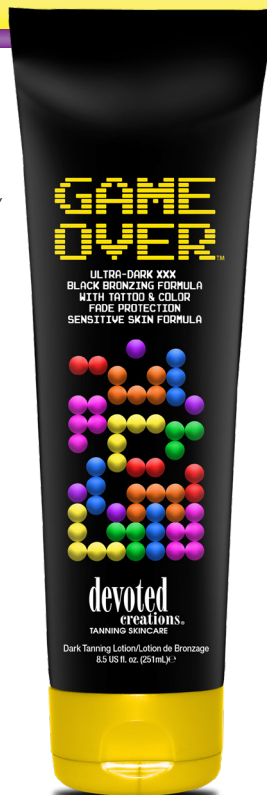 GAME
OVER™
ULTRA-DARK XXX
BLACK BRONZING FORMULA
WITH TATTOO & COLOR
FADE PROTECTION
SENSITIVE SKIN FORMULA
devoted
creations®
TANNING SKINCARE
Dark Tanning Lotion/Lotion de Bronzage
8.5 US fl. oz. (251mL)℮